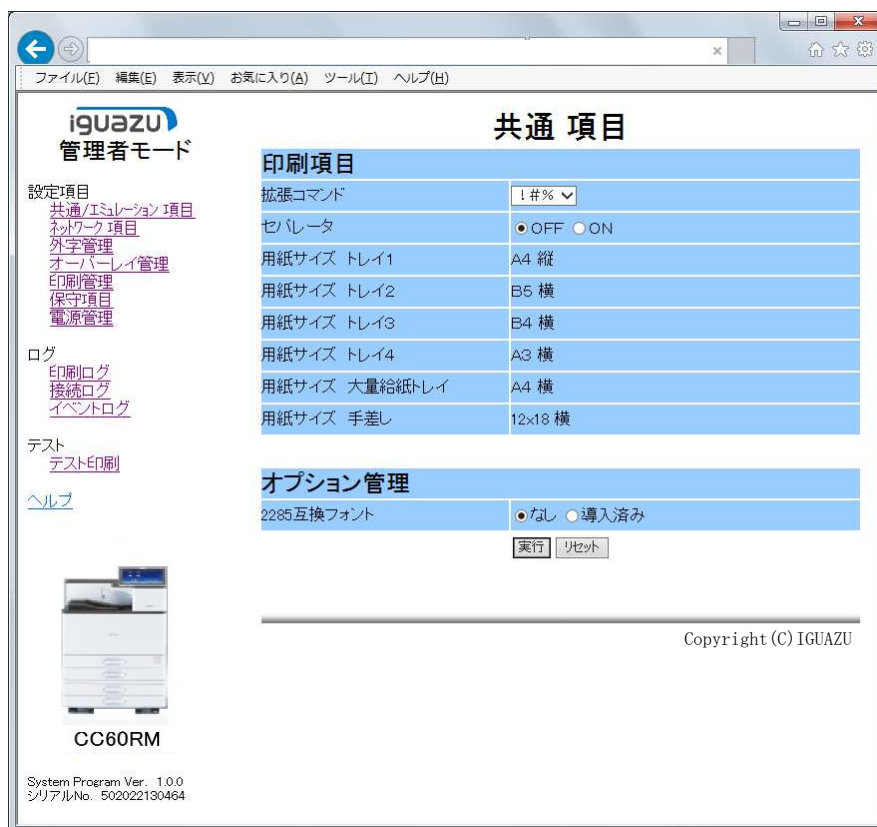 ファイル(F) 編集(E) 表示(V) お気に入り(A) ツール(T) ヘルプ(H)
iguazu
管理者モード
設定項目
共通/エミュレーション 項目
ネットワーク 項目
外字管理
オーバーレイ管理
印刷管理
保守項目
電源管理
ログ
印刷ログ
接続ログ
イベントログ
テスト
テスト印刷
ヘルプ
CC60RM
System Program Ver. 1.0.0
シリアルNo. 502022130464
共通 項目
印刷項目
拡張コマンド !#%
セパレータ OFF ON
用紙サイズ トレイ1 A4 縦
用紙サイズ トレイ2 B5 横
用紙サイズ トレイ3 B4 横
用紙サイズ トレイ4 A3 横
用紙サイズ 大量給紙トレイ A4 横
用紙サイズ 手差し 12x18 横
オプション管理
2285互換フォント なし 導入済み
実行 リセット
Copyright(C)IGUAZU